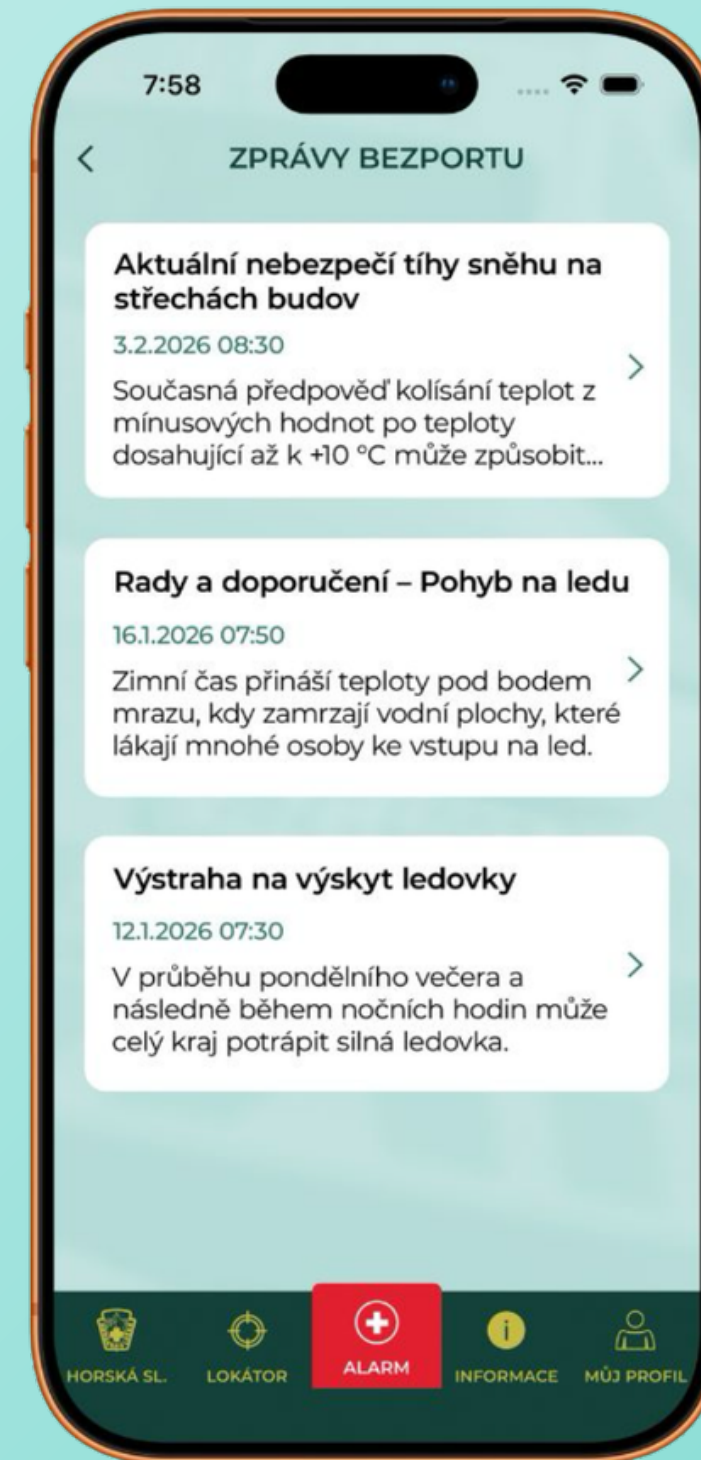 7:58
ZPRÁVY BEZPORTU
Aktuální nebezpečí tíhy sněhu na
střechách budov
3.2.2026 08:30
Současná předpověď kolísání teplot z
mínusových hodnot po teploty
dosahující až k +10 °C může způsobit...
Rady a doporučení – Pohyb na ledu
16.1.2026 07:50
Zimní čas přináší teploty pod bodem
mrazu, kdy zamrzají vodní plochy, které
lákají mnohé osoby ke vstupu na led.
Výstraha na výskyt ledovky
12.1.2026 07:30
V průběhu pondělního večera a
následně během nočních hodin může
celý kraj potrápit silná ledovka.
HORSKÁ SL. LOKÁTOR ALARM INFORMACE MŮJ PROFIL